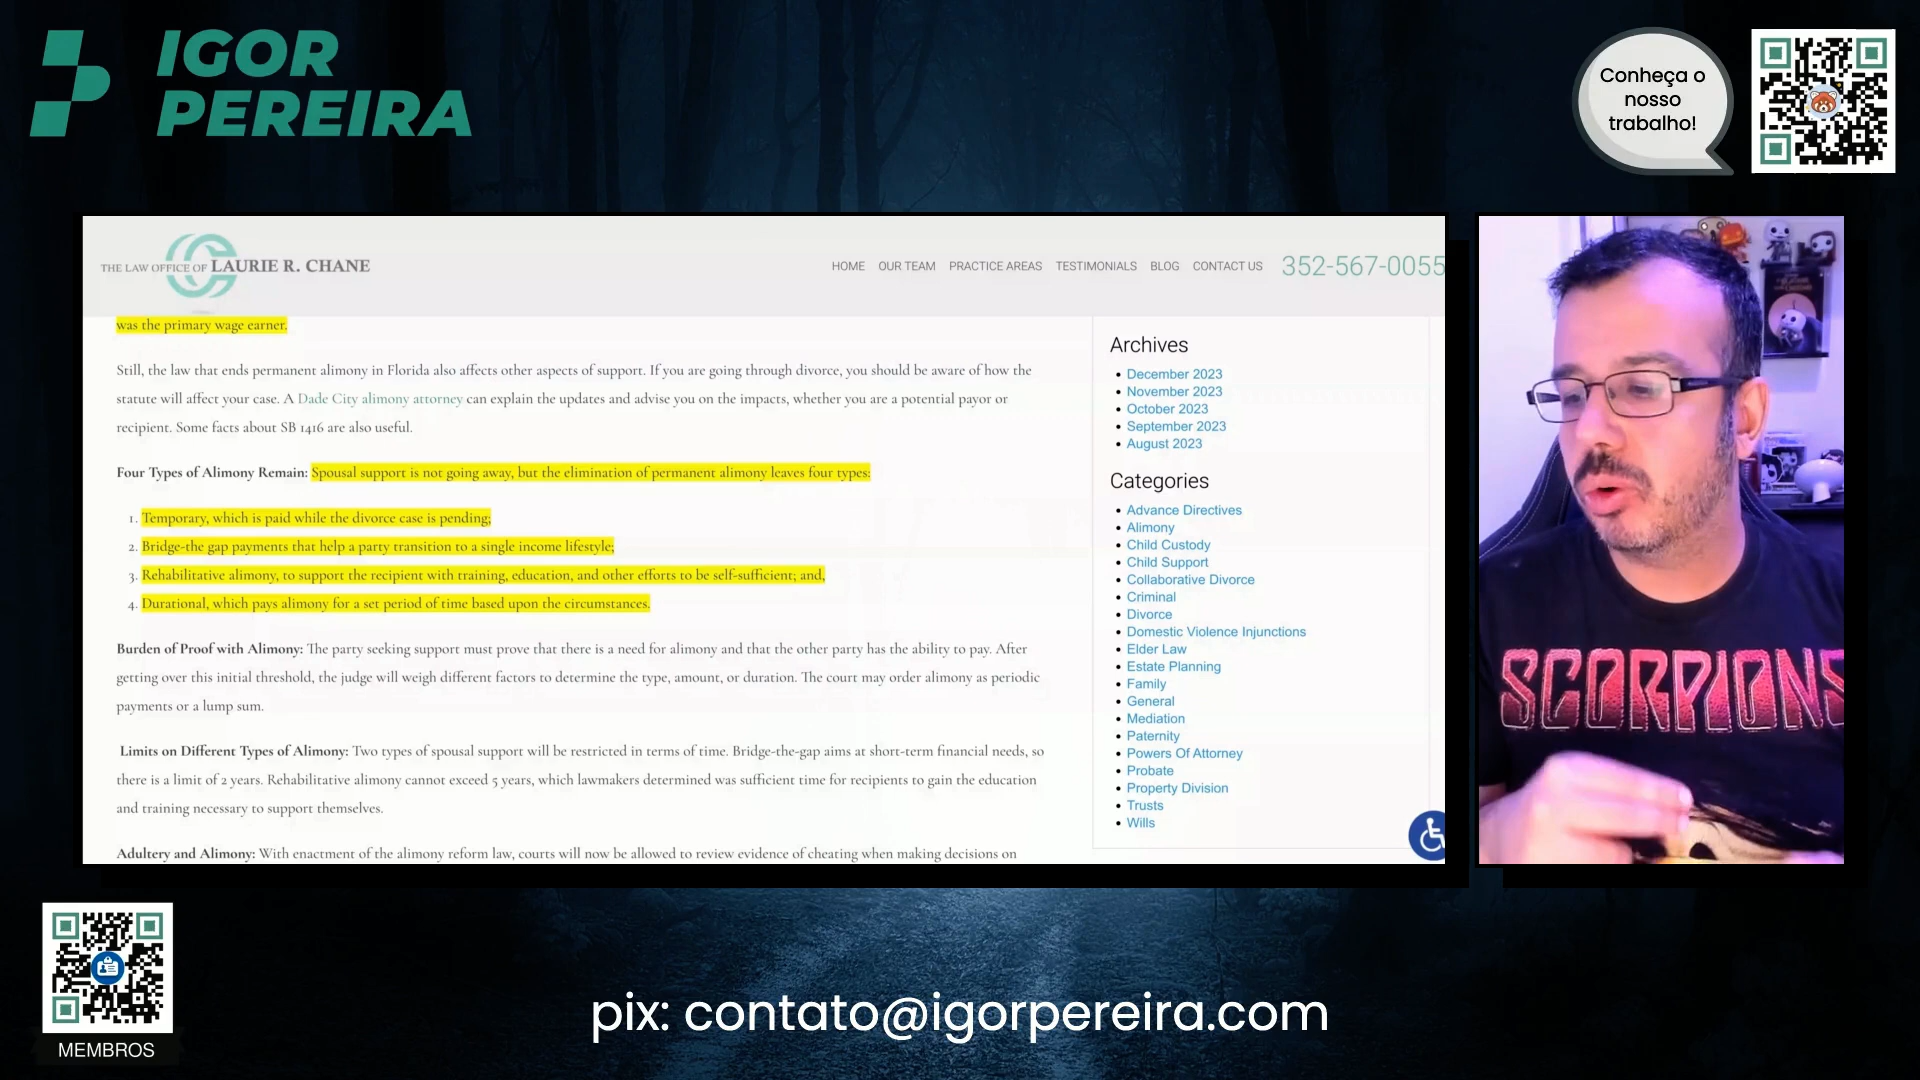 IGOR
PEREIRA
Conheça o
nosso
trabalho!
THE LAW OFFICE OF LAURIE R. CHANE
HOME OUR TEAM PRACTICE AREAS TESTIMONIALS BLOG CONTACT US 352-567-0055
was the primary wage earner.
Still, the law that ends permanent alimony in Florida also affects other aspects of support. If you are going through divorce, you should be aware of how the
statute will affect your case. A Dade City alimony attorney can explain the updates and advise you on the impacts, whether you are a potential payor or
recipient. Some facts about SB 1416 are also useful.
Four Types of Alimony Remain: Spousal support is not going away, but the elimination of permanent alimony leaves four types:
1. Temporary, which is paid while the divorce case is pending;
2. Bridge-the gap payments that help a party transition to a single income lifestyle;
3. Rehabilitative alimony, to support the recipient with training, education, and other efforts to be self-sufficient; and,
4. Durational, which pays alimony for a set period of time based upon the circumstances.
Burden of Proof with Alimony: The party seeking support must prove that there is a need for alimony and that the other party has the ability to pay. After
getting over this initial threshold, the judge will weigh different factors to determine the type, amount, or duration. The court may order alimony as periodic
payments or a lump sum.
Limits on Different Types of Alimony: Two types of spousal support will be restricted in terms of time. Bridge-the-gap aims at short-term financial needs, so
there is a limit of 2 years. Rehabilitative alimony cannot exceed 5 years, which lawmakers determined was sufficient time for recipients to gain the education
and training necessary to support themselves.
Adultery and Alimony: With enactment of the alimony reform law, courts will now be allowed to review evidence of cheating when making decisions on
Archives
December 2023
November 2023
October 2023
September 2023
August 2023
Categories
Advance Directives
Alimony
Child Custody
Child Support
Collaborative Divorce
Criminal
Divorce
Domestic Violence Injunctions
Elder Law
Estate Planning
Family
General
Mediation
Paternity
Powers Of Attorney
Probate
Property Division
Trusts
Wills
SCORPIONS
MEMBROS
pix: contato@igorpereira.com